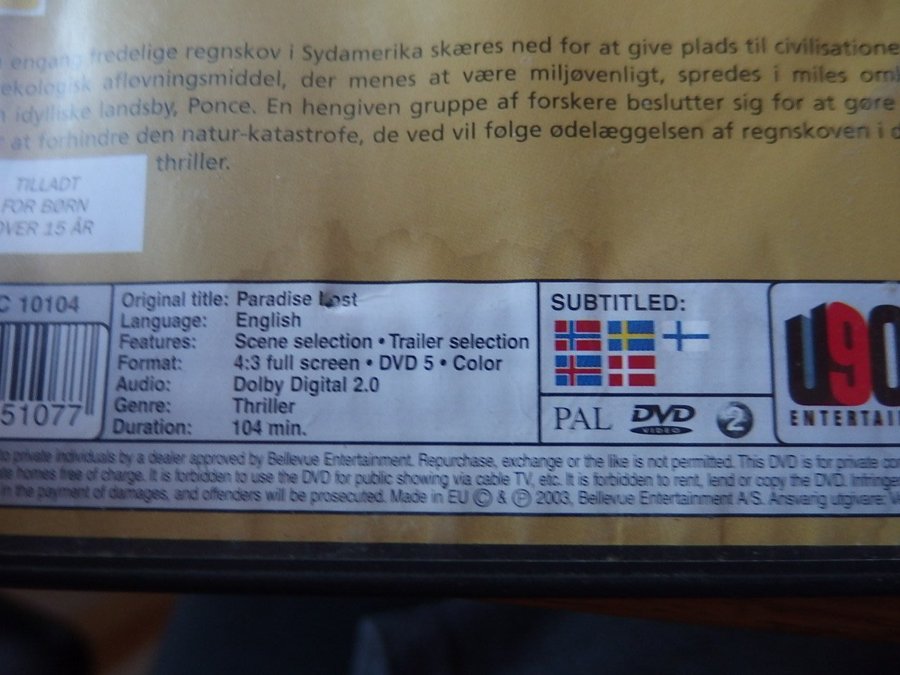 engang fredelige regnskov i Sydamerika skæres ned for at give plads til civilisatione
ekologisk afløvningsmiddel, der menes at være miljøvenligt, spredes i miles om
idylliske landsby, Ponce. En hengiven gruppe af forskere beslutter sig for at gøre
at forhindre den natur-katastrofe, de ved vil følge ødelæggelsen af regnskoven i d
thriller.
TILLADT
FOR BØRN
OVER 15 ÅR
C 10104
51077
Original title: Paradise Lost
Language: English
Features: Scene selection • Trailer selection
Format: 4:3 full screen • DVD 5 • Color
Audio: Dolby Digital 2.0
Genre: Thriller
Duration: 104 min.
SUBTITLED:
PAL DVD VIDEO 2
U90
ENTERTAI
to private individuals by a dealer approved by Bellevue Entertainment. Repurchase, exchange or the like is not permitted. This DVD is for private
homes free of charge. It is forbidden to use the DVD for public showing via cable TV, etc. It is forbidden to rent, lend or copy the DVD. Infringe
in the payment of damages, and offenders will be prosecuted. Made in EU © & ℗ 2003, Bellevue Entertainment A/S. Ansvarig utgivare: